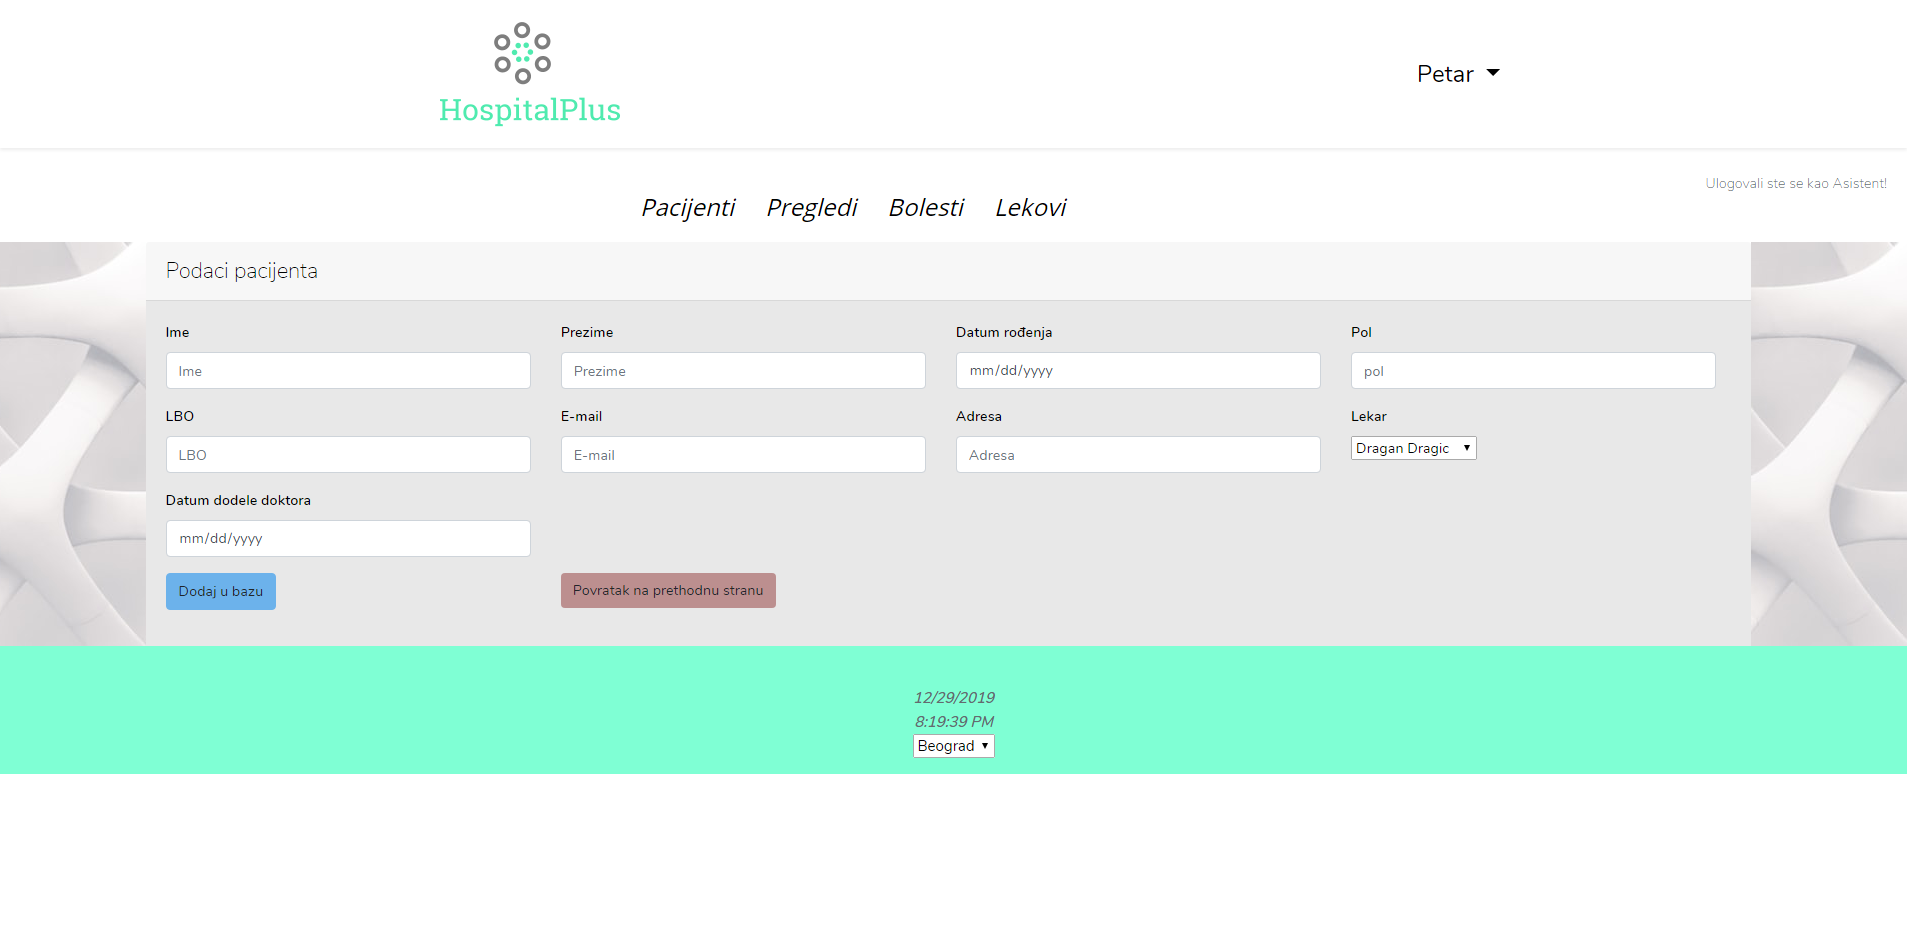 HospitalPlus
Petar
Ulogovali ste se kao Asistent!
Pacijenti Pregledi Bolesti Lekovi
Podaci pacijenta
Ime Prezime Datum rođenja Pol
Ime Prezime mm/dd/yyyy pol
LBO E-mail Adresa Lekar
LBO E-mail Adresa Dragan Dragic
Datum dodele doktora
mm/dd/yyyy
Dodaj u bazu Povratak na prethodnu stranu
12/29/2019
8:19:39 PM
Beograd